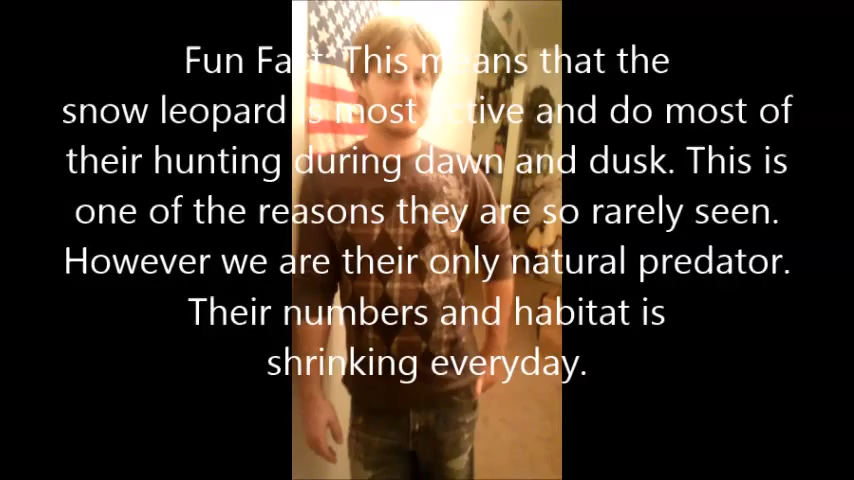 Fun Fact: This means that the
snow leopard is most active and do most of
their hunting during dawn and dusk. This is
one of the reasons they are so rarely seen.
However we are their only natural predator.
Their numbers and habitat is
shrinking everyday.